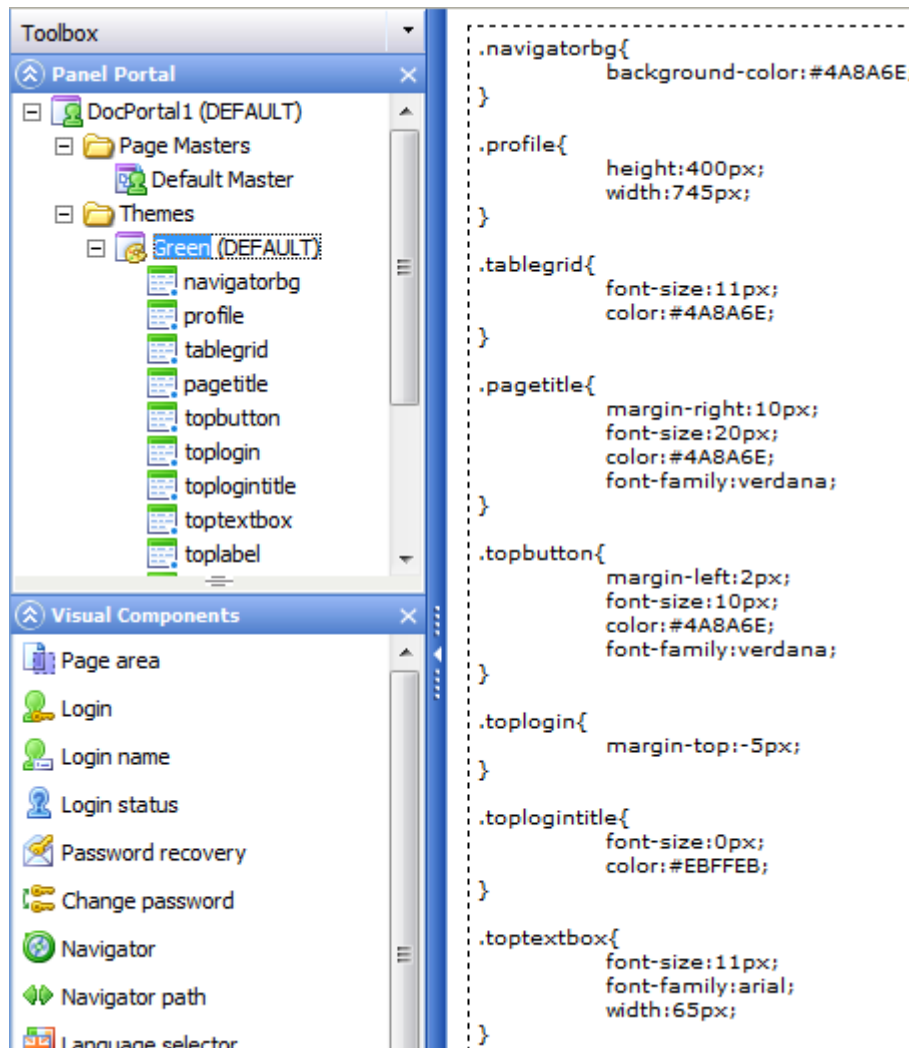 Toolbox
Panel Portal
DocPortal1 (DEFAULT)
Page Masters
Default Master
Themes
Green (DEFAULT)
navigatorbg
profile
tablegrid
pagetitle
topbutton
toplogin
toplogintitle
toptextbox
toplabel
Visual Components
Page area
Login
Login name
Login status
Password recovery
Change password
Navigator
Navigator path
Language selector
.navigatorbg{
background-color:#4A8A6E;
}
.profile{
height:400px;
width:745px;
}
.tablegrid{
font-size:11px;
color:#4A8A6E;
}
.pagetitle{
margin-right:10px;
font-size:20px;
color:#4A8A6E;
font-family:verdana;
}
.topbutton{
margin-left:2px;
font-size:10px;
color:#4A8A6E;
font-family:verdana;
}
.toplogin{
margin-top:-5px;
}
.toplogintitle{
font-size:0px;
color:#EBFFEB;
}
.toptextbox{
font-size:11px;
font-family:arial;
width:65px;
}